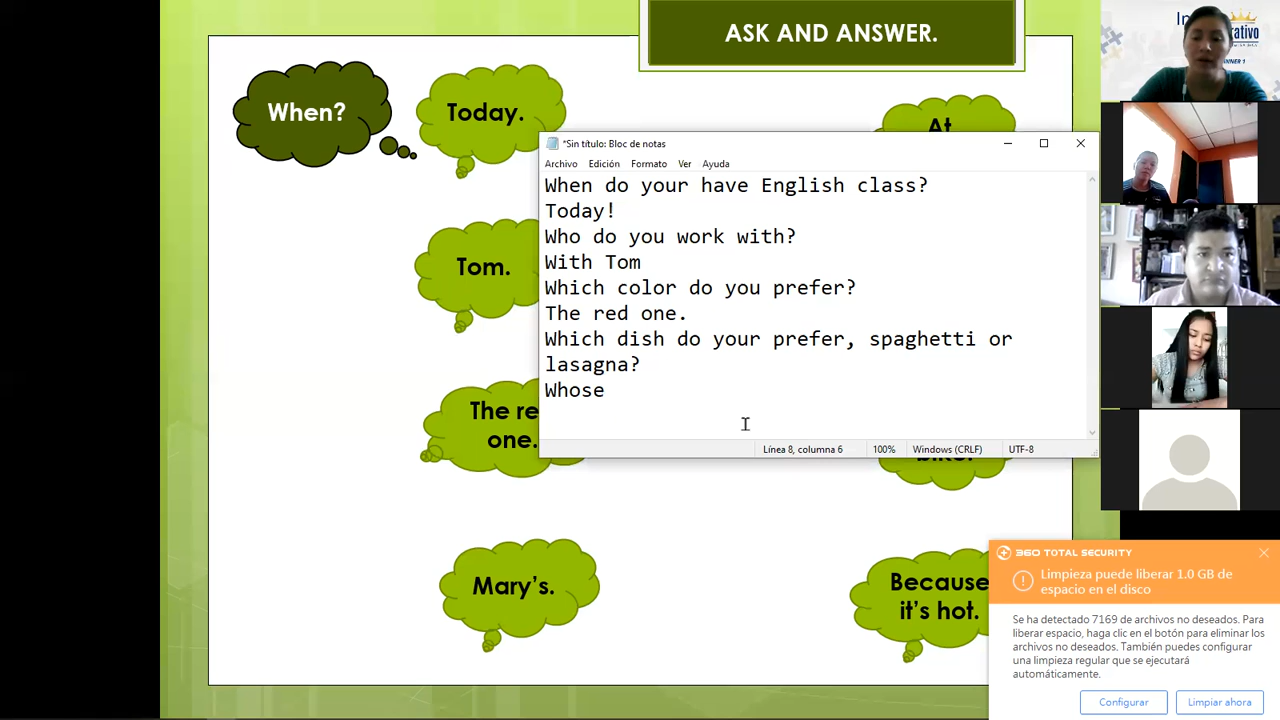 ASK AND ANSWER.
When?
Today.
At
Tom.
The re
one.
Mary's.
Because
it's hot.
*Sin título: Bloc de notas
Archivo Edición Formato Ver Ayuda
When do your have English class?
Today!
Who do you work with?
With Tom
Which color do you prefer?
The red one.
Which dish do your prefer, spaghetti or
lasagna?
Whose
Línea 8, columna 6 100% Windows (CRLF) UTF-8
360 TOTAL SECURITY
Limpieza puede liberar 1.0 GB de
espacio en el disco
Se ha detectado 7169 de archivos no deseados. Para
liberar espacio, haga clic en el botón para eliminar los
archivos no deseados. También puedes configurar
una limpieza regular que se ejecutará
automáticamente.
Configurar Limpiar ahora